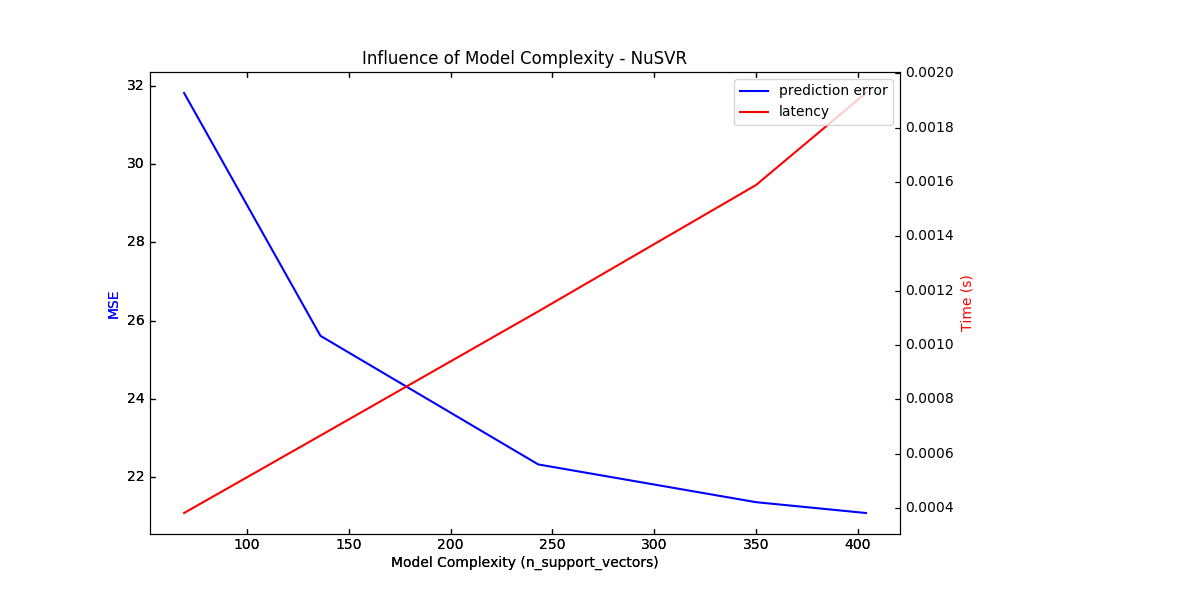 Influence of Model Complexity - NuSVR
prediction error
latency
32
30
28
26
24
22
MSE
0.0020
0.0018
0.0016
0.0014
0.0012
0.0010
0.0008
0.0006
0.0004
Time (s)
100 150 200 250 300 350 400
Model Complexity (n_support_vectors)